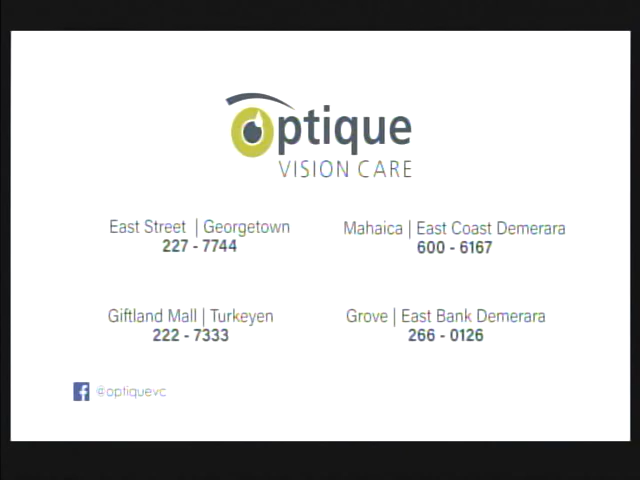 Optique
VISION CARE
East Street | Georgetown
227 - 7744
Mahaica | East Coast Demerara
600 - 6167
Giftland Mall | Turkeyen
222 - 7333
Grove | East Bank Demerara
266 - 0126
f @optiquevc